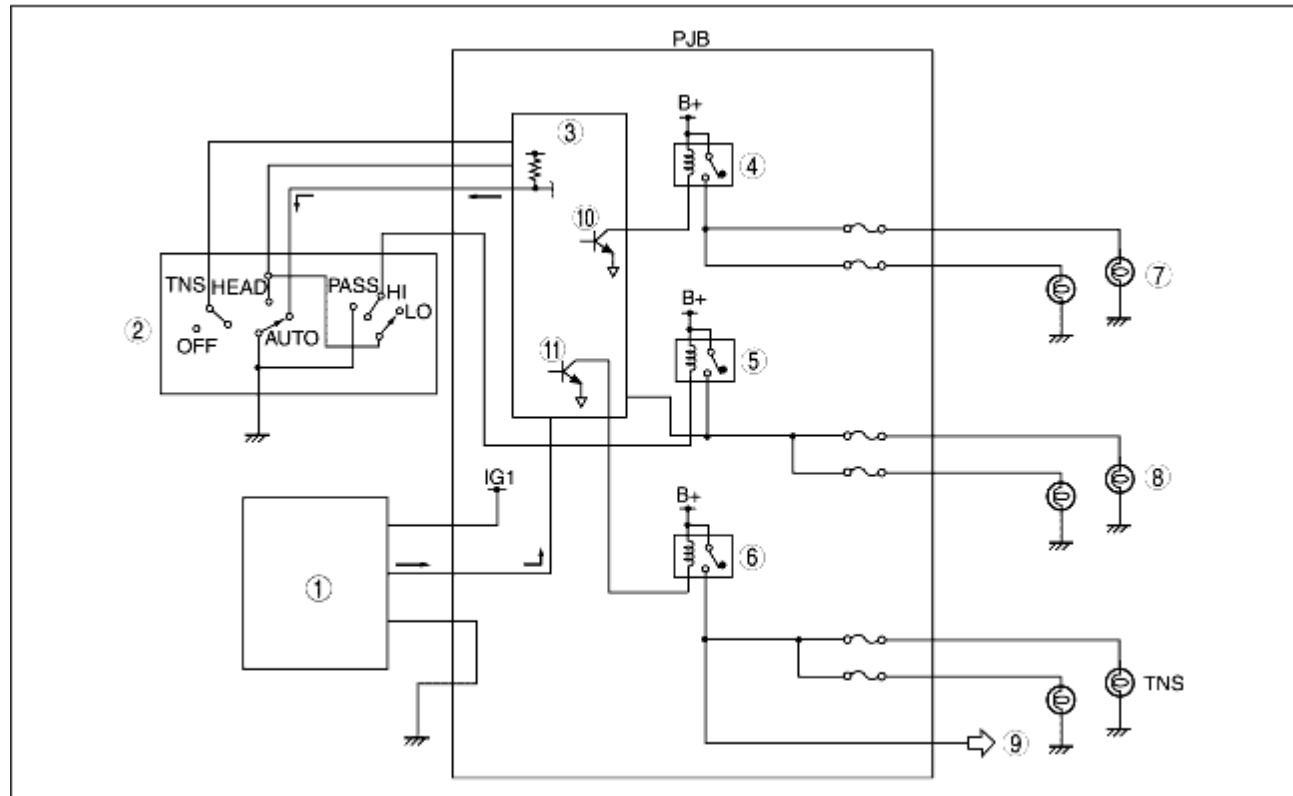 PJB
B+
③
④
⑩
TNS HEAD PASS HI
⑦
② LO
OFF AUTO
B+
⑪
⑤
IG1
⑧
B+
⑥
①
TNS
⑨